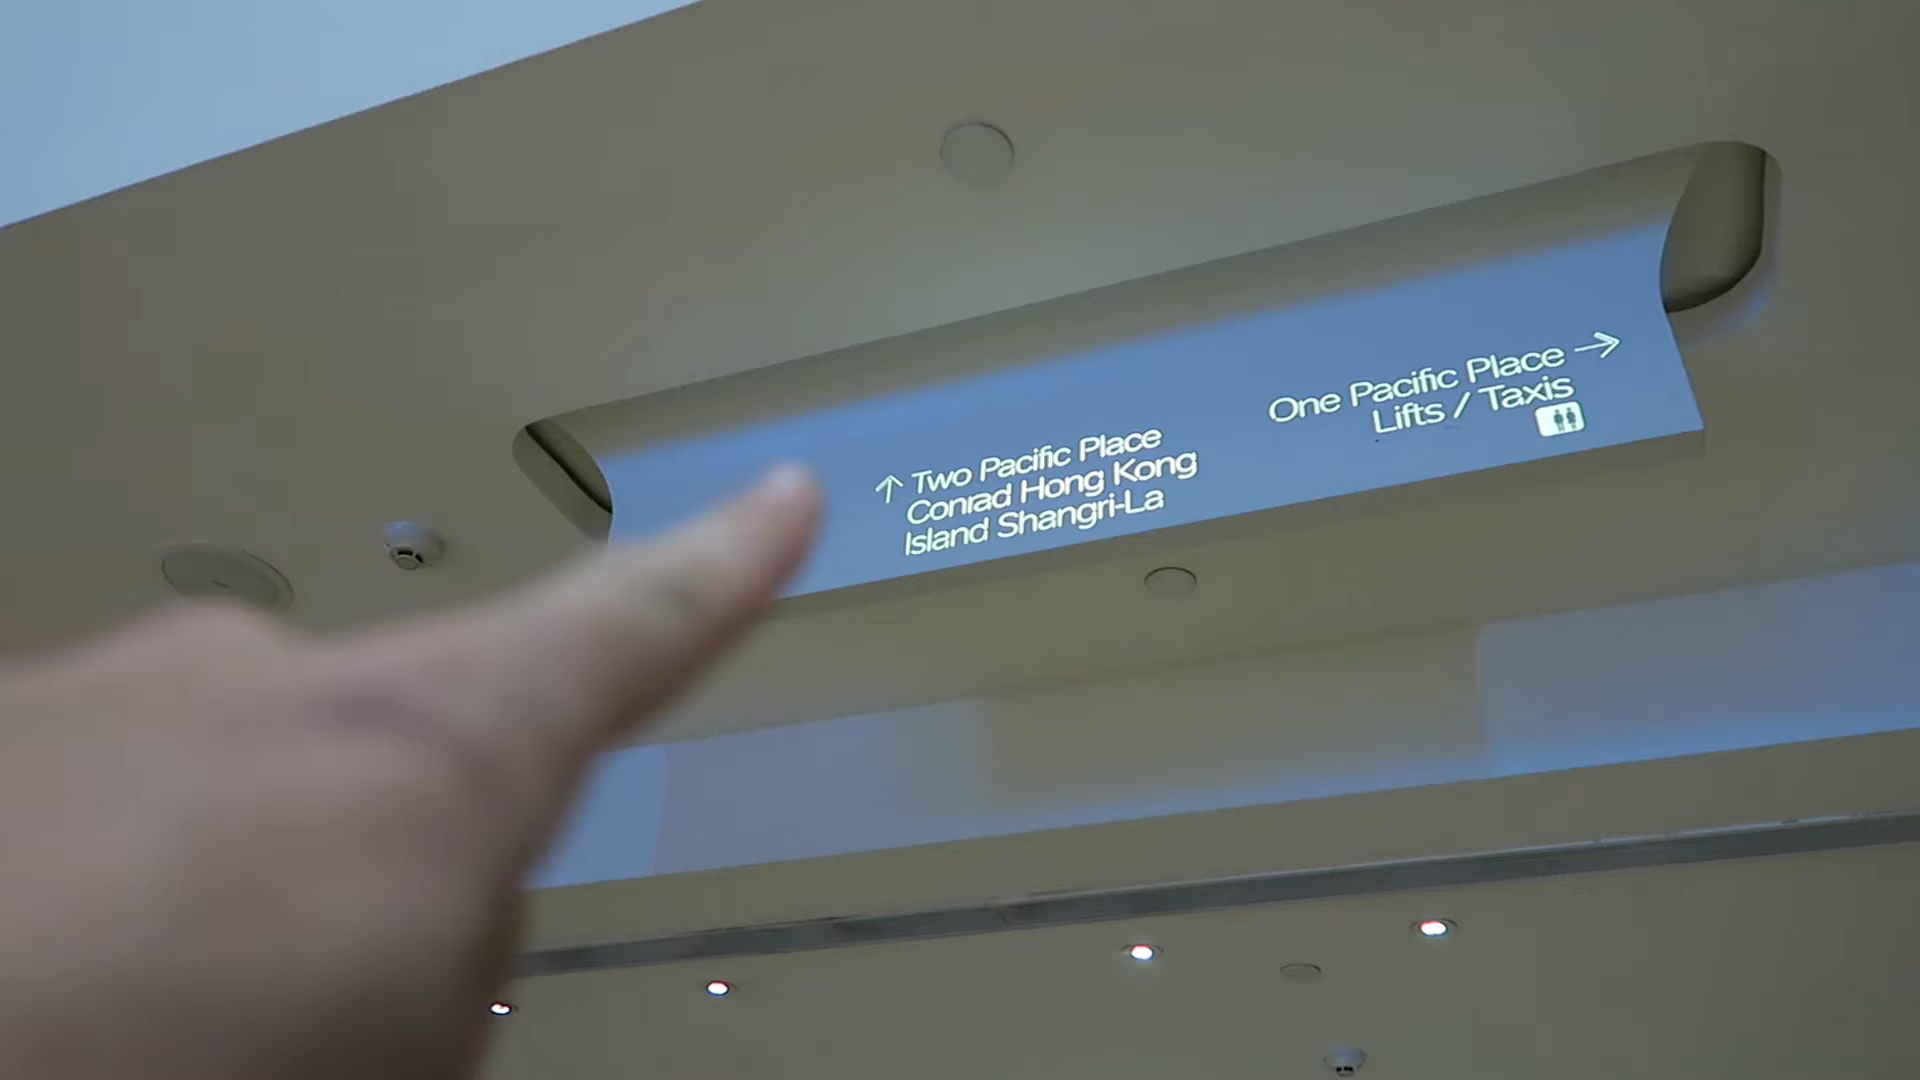 ↑ Two Pacific Place
Conrad Hong Kong
Island Shangri-La
One Pacific Place →
Lifts / Taxis